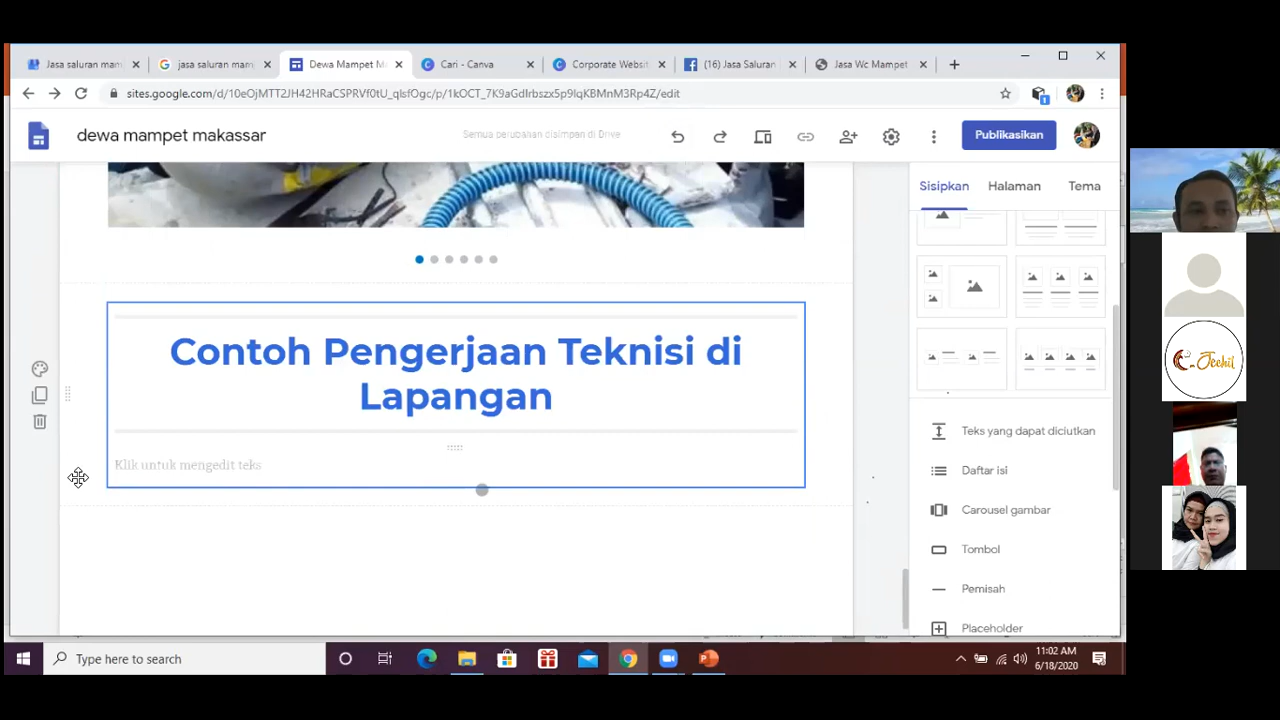 Jasa saluran mam
jasa saluran mam
Dewa Mampet M
Cari - Canva
Corporate Websit
(16) Jasa Saluran
Jasa Wc Mampet
sites.google.com/d/10eOjMTT2JH42HRaCSPRVf0tU_qlsfOgc/p/1kOCT_7K9aGdIrbszx5p9lqKBMnM3Rp4Z/edit
dewa mampet makassar
Semua perubahan disimpan di Drive
Publikasikan
Sisipkan
Halaman
Tema
Contoh Pengerjaan Teknisi di
Lapangan
Klik untuk mengedit teks
Teks yang dapat diciutkan
Daftar isi
Carousel gambar
Tombol
Pemisah
Placeholder
Jeehil
Type here to search
11:02 AM
6/18/2020